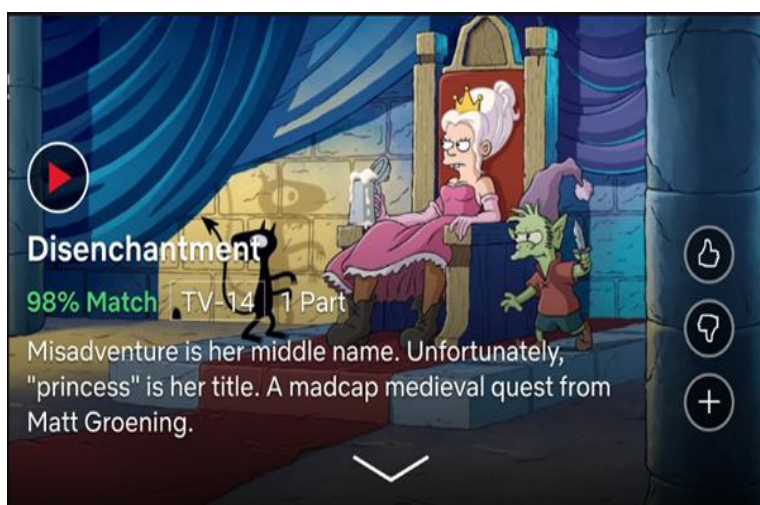 Disenchantment
98% Match TV-14 1 Part
Misadventure is her middle name. Unfortunately,
"princess" is her title. A madcap medieval quest from
Matt Groening.